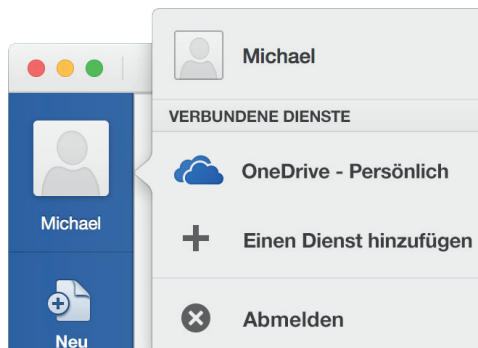 Michael
VERBUNDENE DIENSTE
OneDrive - Persönlich
Michael
Einen Dienst hinzufügen
Abmelden
Neu